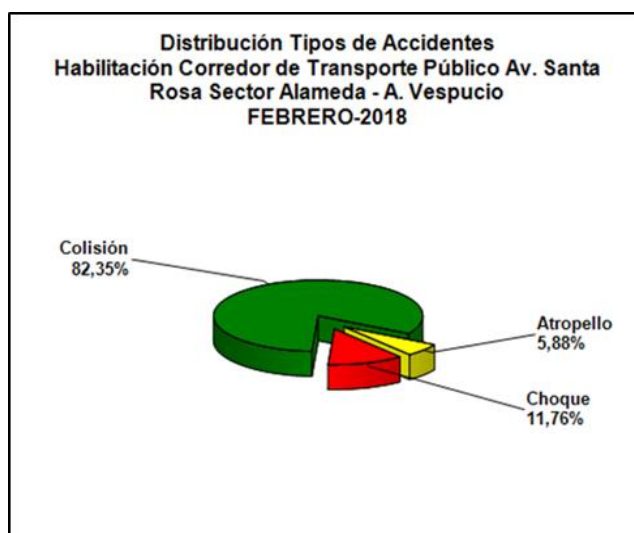 Distribución Tipos de Accidentes
Habilitación Corredor de Transporte Público Av. Santa
Rosa Sector Alameda - A. Vespucio
FEBRERO-2018
Colisión
82,35%
Atropello
5,88%
Choque
11,76%